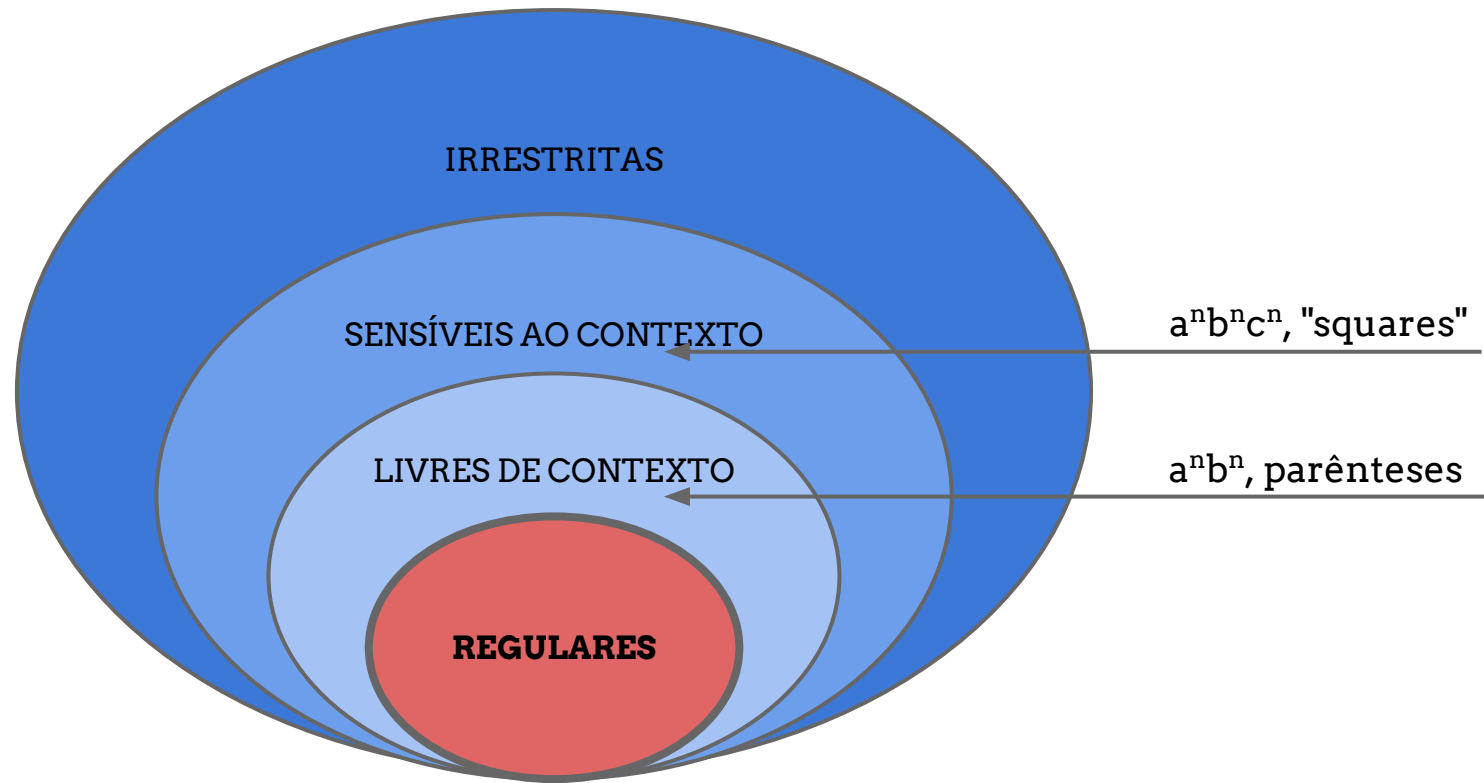 IRRESTRITAS
SENSÍVEIS AO CONTEXTO
aⁿbⁿcⁿ, "squares"
LIVRES DE CONTEXTO
aⁿbⁿ, parênteses
REGULARES